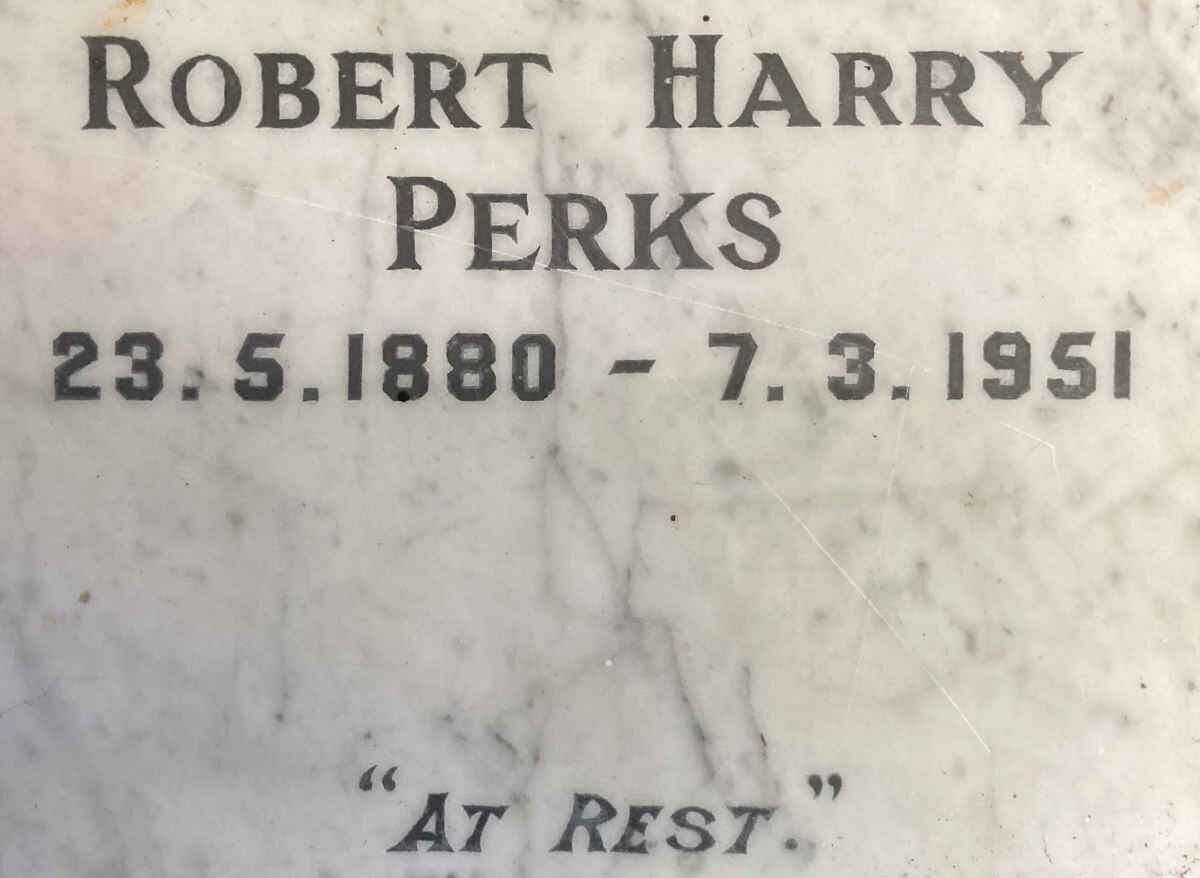 ROBERT HARRY
PERKS
23.5.1880 - 7.3.1951
"AT REST."